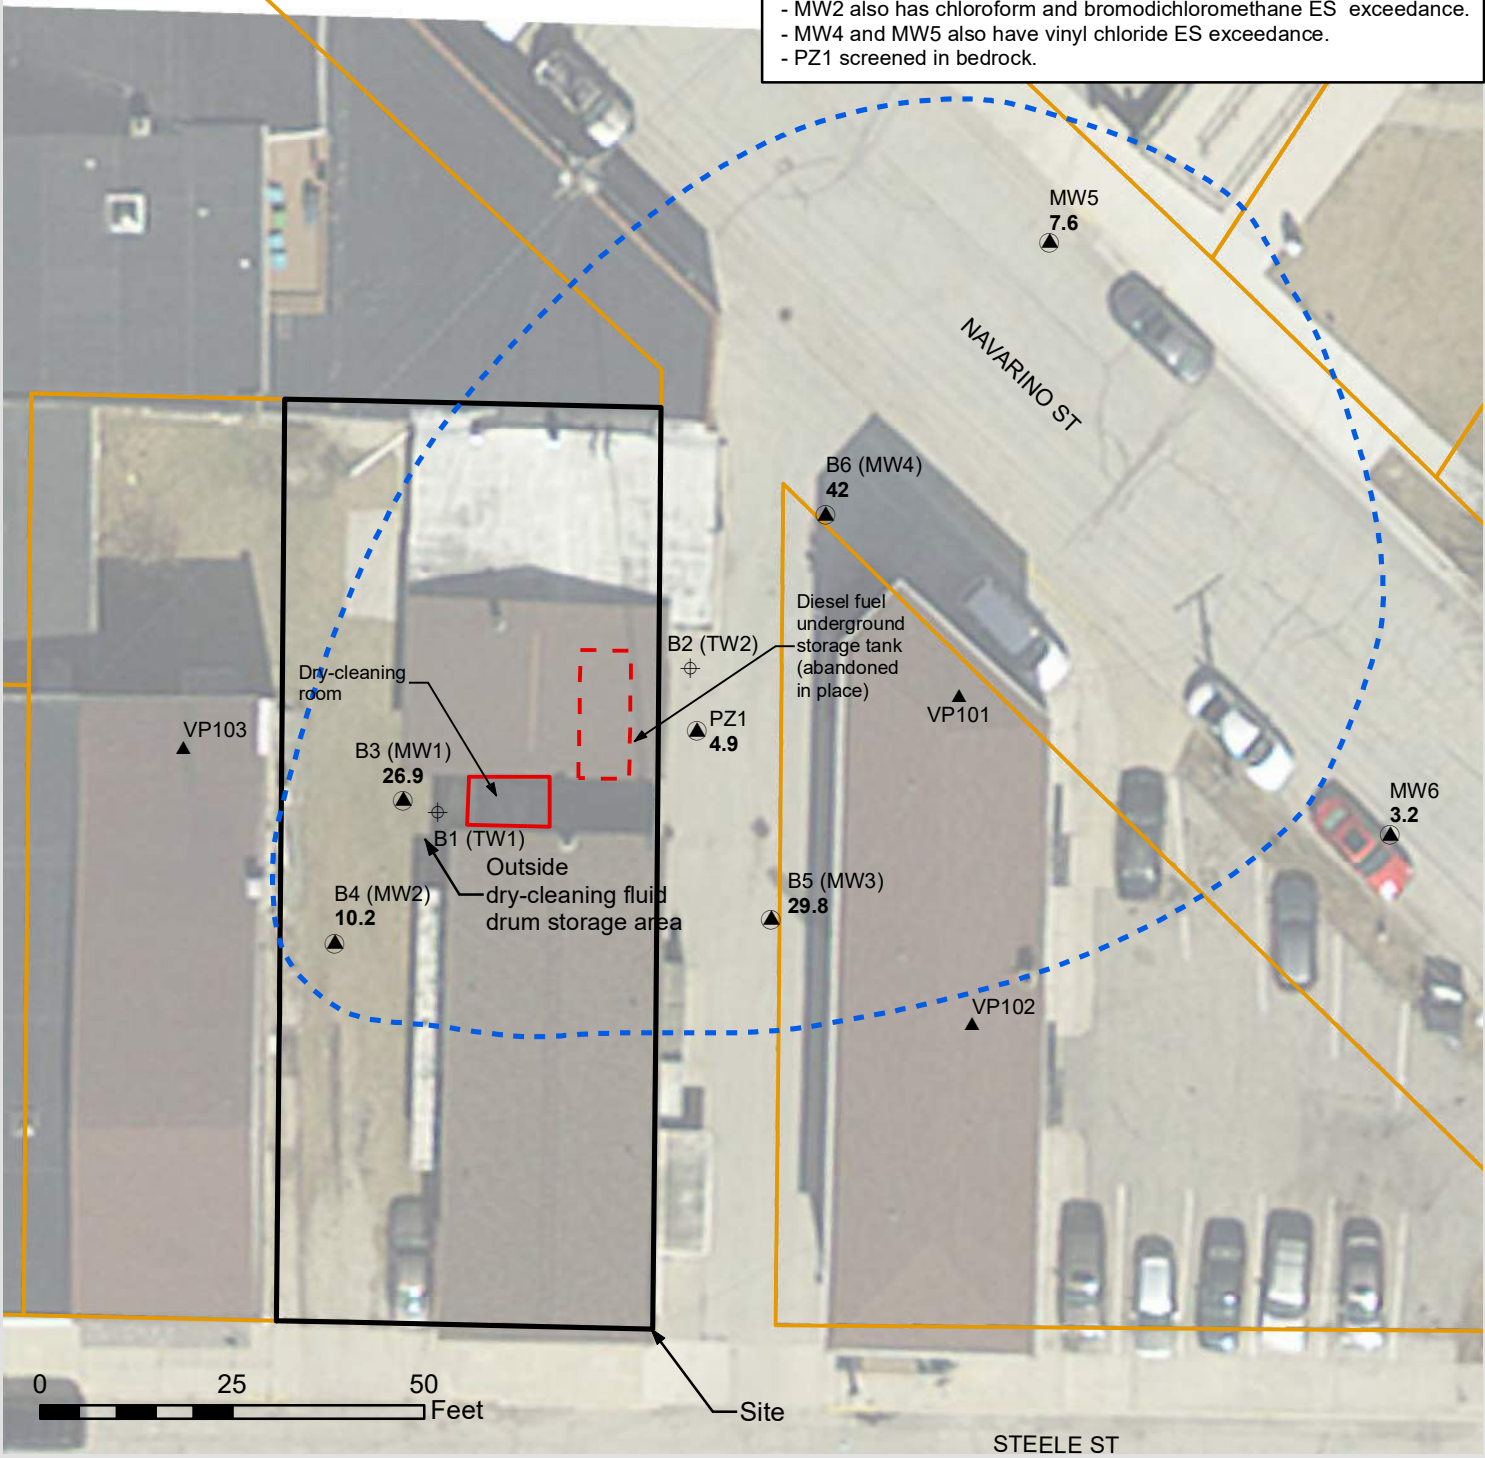 - MW2 also has chloroform and bromodichloromethane ES exceedance.
- MW4 and MW5 also have vinyl chloride ES exceedance.
- PZ1 screened in bedrock.
MW5
7.6
NAVARINO ST
B6 (MW4)
42
Diesel fuel
underground
storage tank
(abandoned
in place)
B2 (TW2)
Dry-cleaning
room
VP101
PZ1
4.9
VP103
B3 (MW1)
26.9
MW6
3.2
B1 (TW1)
Outside
dry-cleaning fluid
drum storage area
B4 (MW2)
10.2
B5 (MW3)
29.8
VP102
0 25 50
Feet
Site
STEELE ST